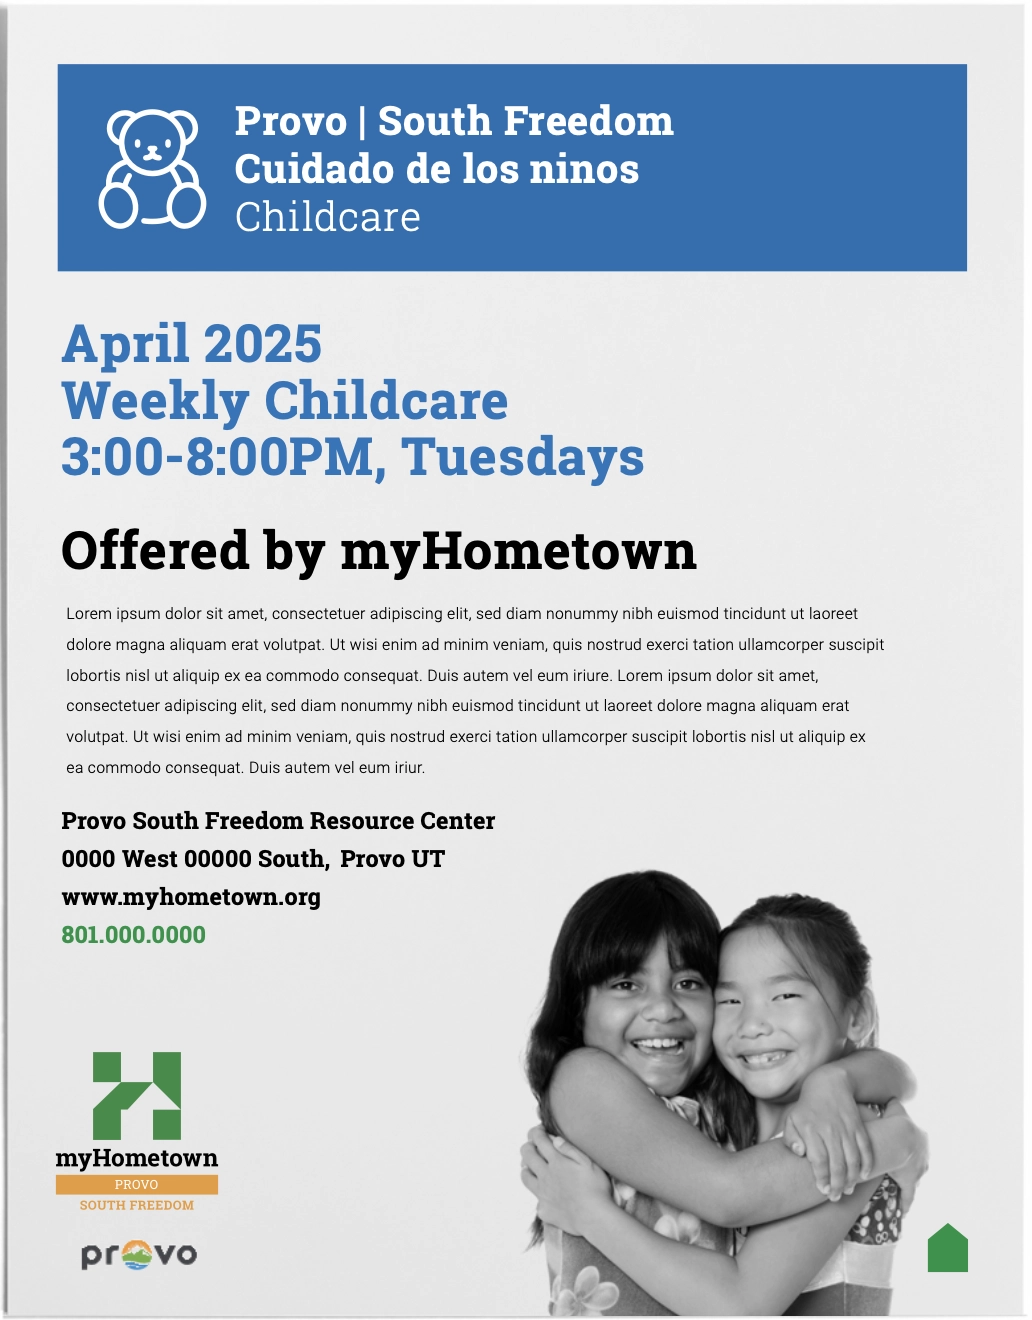 Provo | South Freedom
Cuidado de los ninos
Childcare
April 2025
Weekly Childcare
3:00-8:00PM, Tuesdays
Offered by myHometown
Lorem ipsum dolor sit amet, consectetuer adipiscing elit, sed diam nonummy nibh euismod tincidunt ut laoreet
dolore magna aliquam erat volutpat. Ut wisi enim ad minim veniam, quis nostrud exerci tation ullamcorper suscipit
lobortis nisl ut aliquip ex ea commodo consequat. Duis autem vel eum iriure. Lorem ipsum dolor sit amet,
consectetuer adipiscing elit, sed diam nonummy nibh euismod tincidunt ut laoreet dolore magna aliquam erat
volutpat. Ut wisi enim ad minim veniam, quis nostrud exerci tation ullamcorper suscipit lobortis nisl ut aliquip ex
ea commodo consequat. Duis autem vel eum iriur.
Provo South Freedom Resource Center
0000 West 00000 South, Provo UT
www.myhometown.org
801.000.0000
myHometown
PROVO
SOUTH FREEDOM
provo